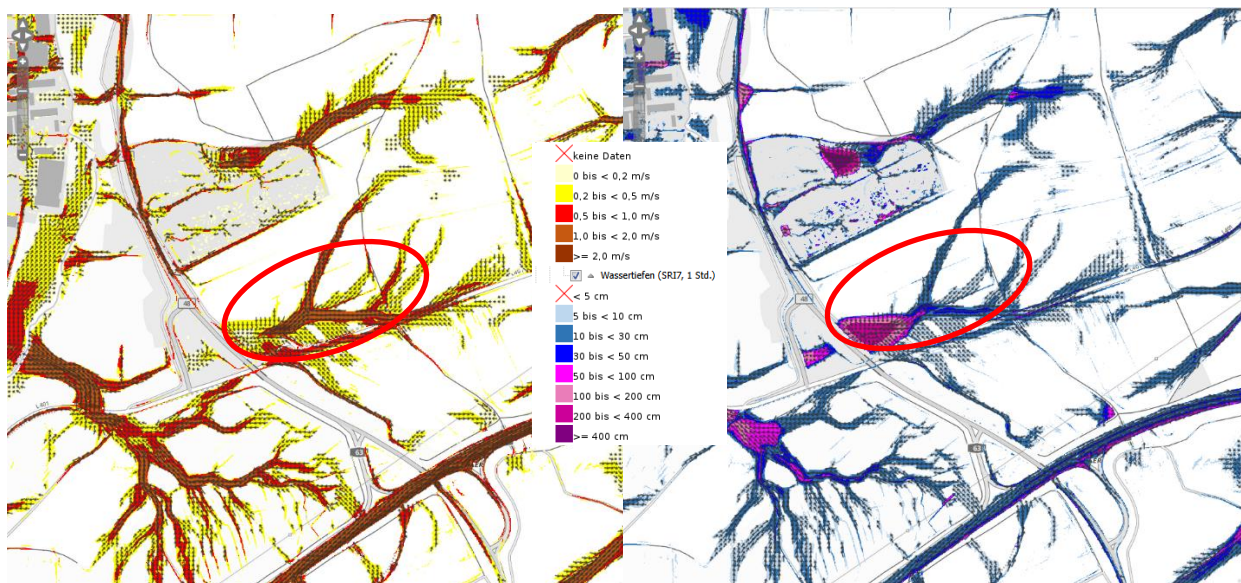 48
L 401
63
keine Daten
0 bis < 0,2 m/s
0,2 bis < 0,5 m/s
0,5 bis < 1,0 m/s
1,0 bis < 2,0 m/s
>= 2,0 m/s
Wassertiefen (SRI7, 1 Std.)
< 5 cm
5 bis < 10 cm
10 bis < 30 cm
30 bis < 50 cm
50 bis < 100 cm
100 bis < 200 cm
200 bis < 400 cm
>= 400 cm
48
63